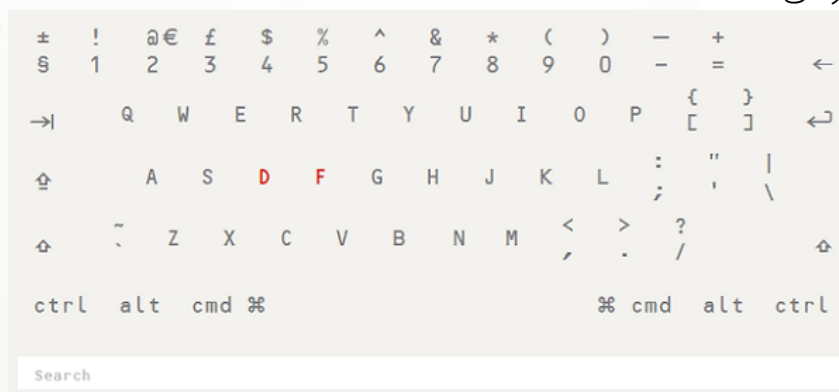 ± ! @€ £ $ % ^ & * ( ) — +
§ 1 2 3 4 5 6 7 8 9 0 - = ←
→| Q W E R T Y U I O P { [ } ] ↵
A S D F G H J K L : ; " ' | \
~ ` Z X C V B N M < , > . ? /
ctrl alt cmd ⌘ ⌘ cmd alt ctrl
Search